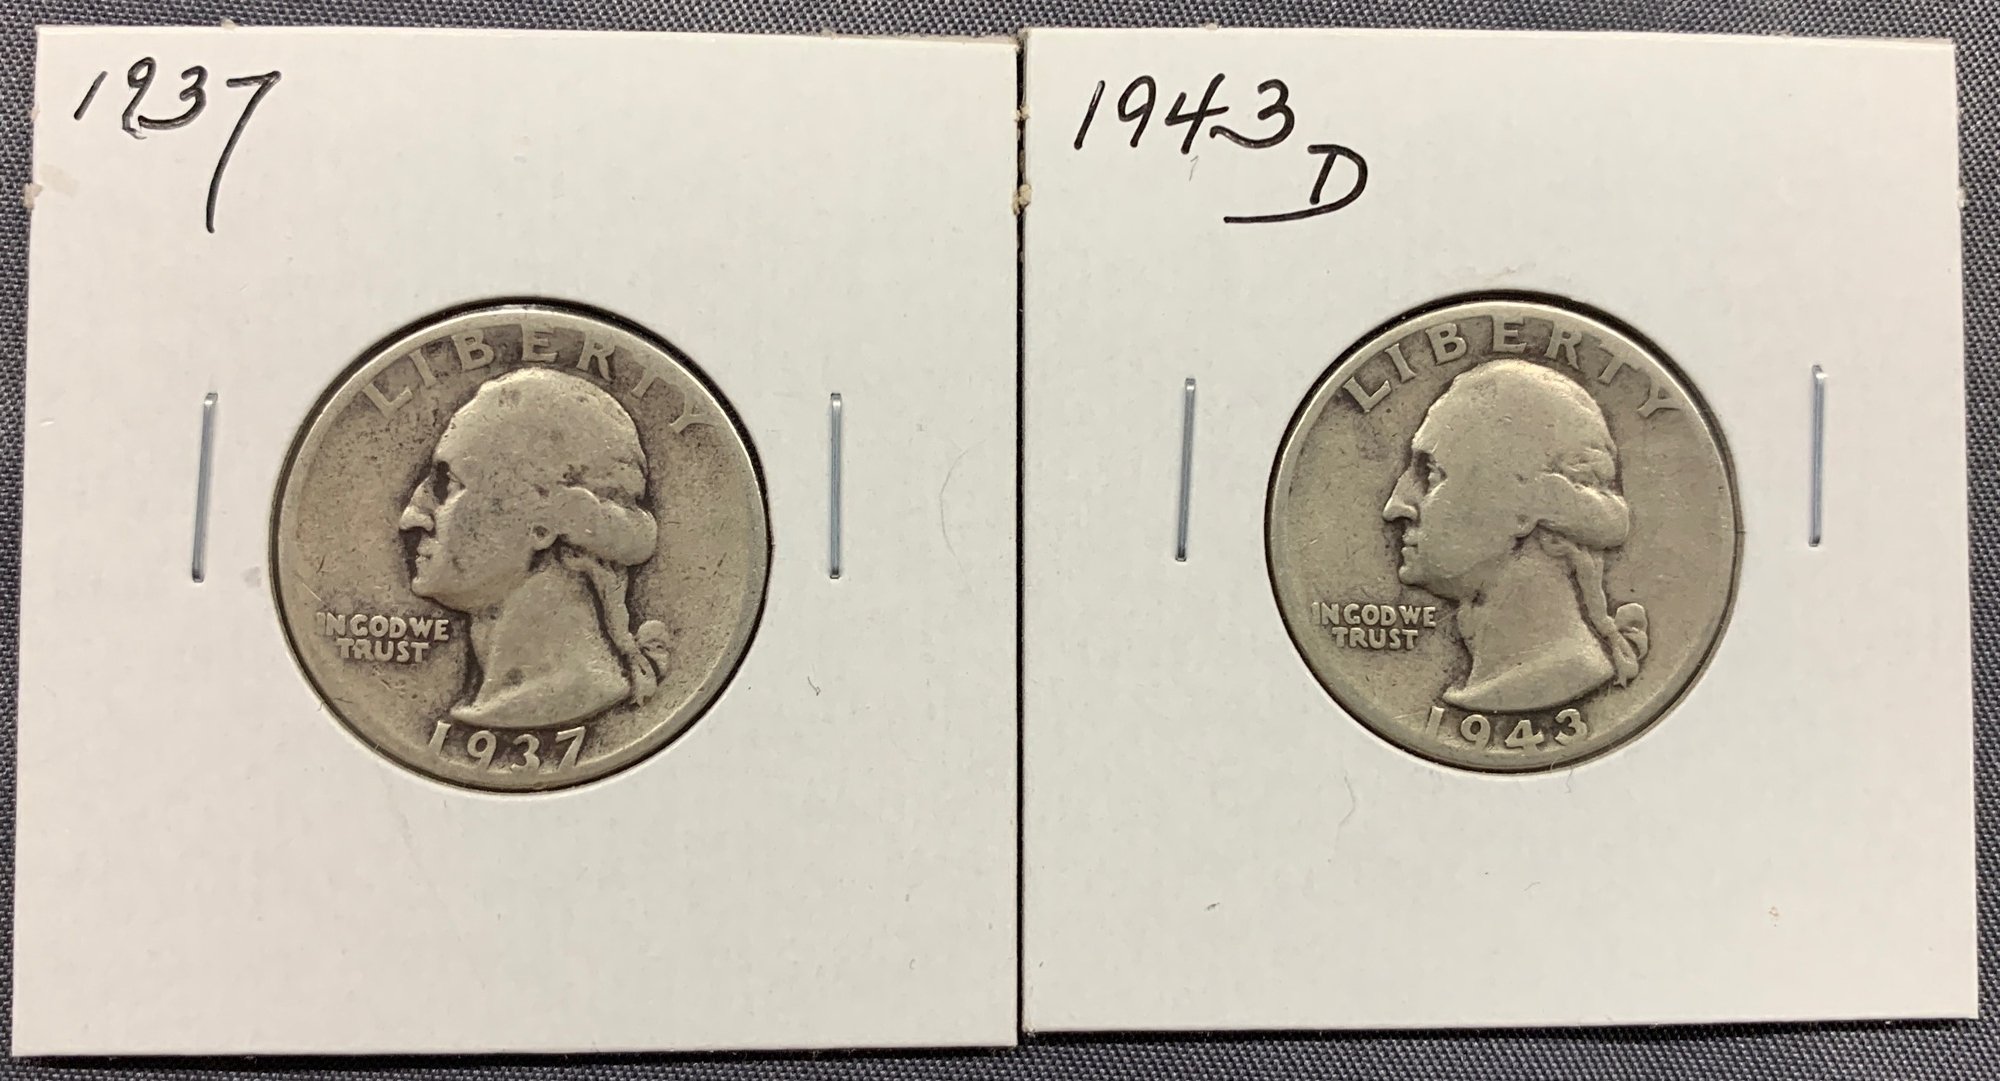 1937
LIBERTY
IN GOD WE
TRUST
1937
1943
D
LIBERTY
IN GOD WE
TRUST
1943